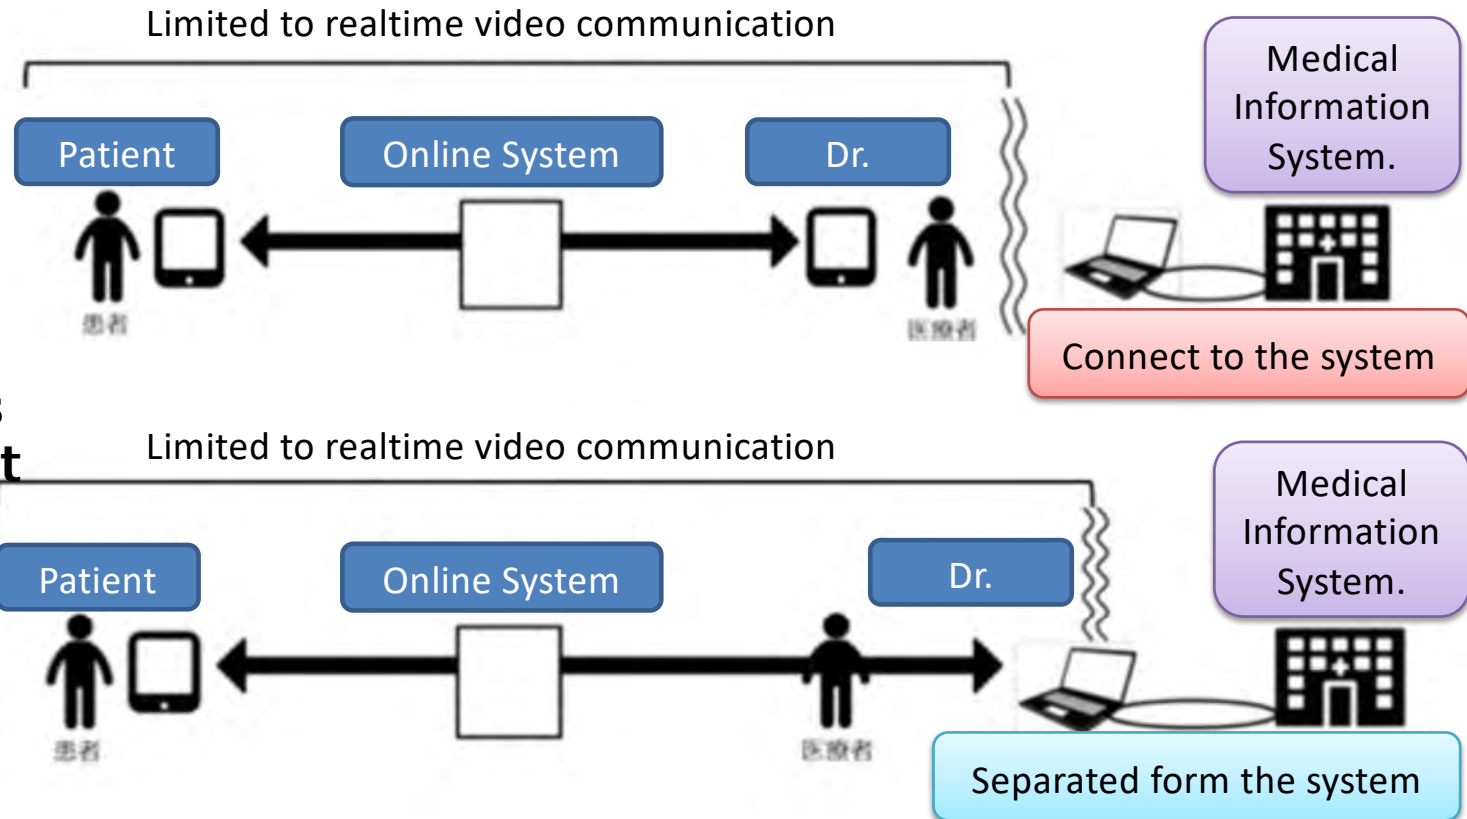 Limited to realtime video communication
Medical
Information
System.
Patient
Online System
Dr.
患者
医療者
Connect to the system
s
t
Limited to realtime video communication
Medical
Information
System.
Patient
Online System
Dr.
患者
医療者
Separated form the system